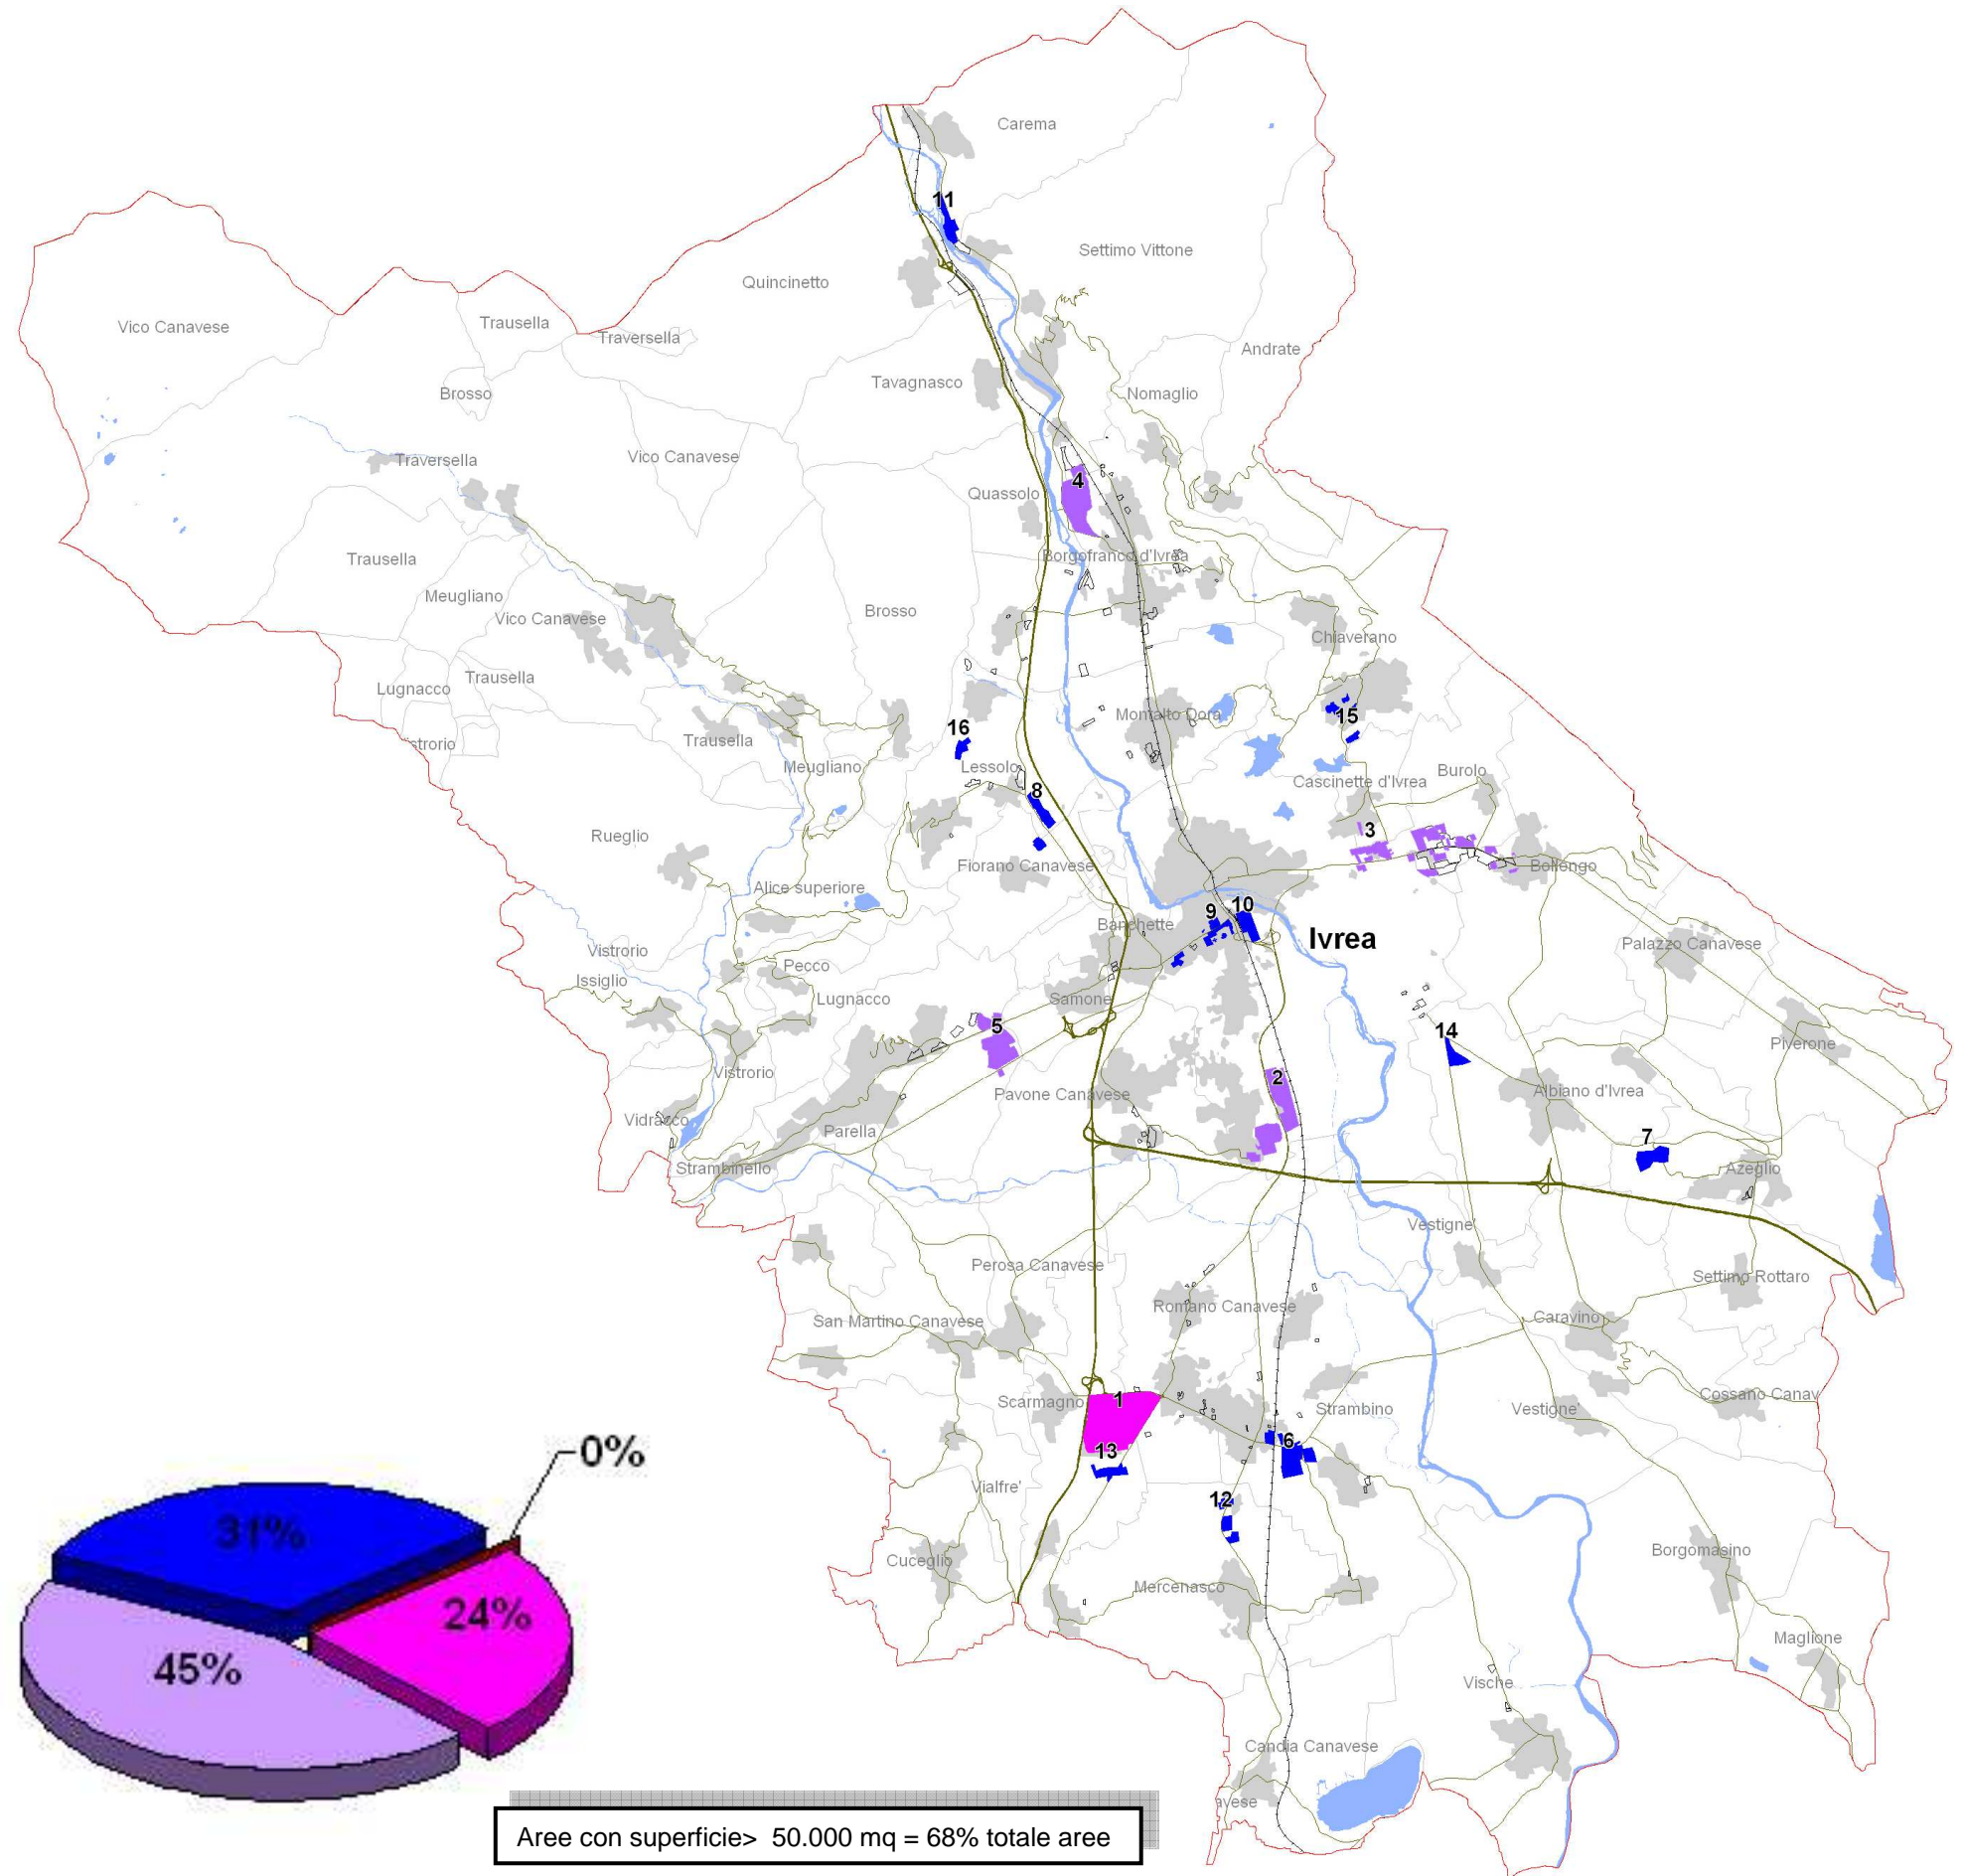 Carema
11
Settimo Vittone
Quincinetto
Vico Canavese
Trausella
Traversella
Andrate
Tavagnasco
Brosso
Nomaglio
Vico Canavese
Traversella
4
Quassolo
Borgofranco d'Ivrea
Trausella
Meugliano
Brosso
Vico Canavese
Chiaverano
Trausella
Lugnacco
Montalto Dora
15
16
Trausella
istrorio
Meugliano
Lessolo
Cascinette d'Ivrea
Burolo
8
3
Rueglio
Fiorano Canavese
Bollengo
Alice superiore
9
10
Banchette
Ivrea
Palazzo Canavese
Vistrorio
Pecco
Issiglio
Lugnacco
Samone
5
14
Piverone
Vistrorio
2
Pavone Canavese
Albiano d'Ivrea
Vidracco
Parella
7
Strambinello
Azeglio
Vestigne'
Perosa Canavese
Settimo Rottaro
Romano Canavese
San Martino Canavese
Caravino
Scarmagno
1
Strambino
Vestigne'
Cossano Canav
6
13
Vialfre'
12
Cuceglio
Mercenasco
Borgomasino
Maglione
Vische
Candia Canavese
avese
0%
31%
24%
45%
Aree con superficie>  50.000 mq = 68% totale aree